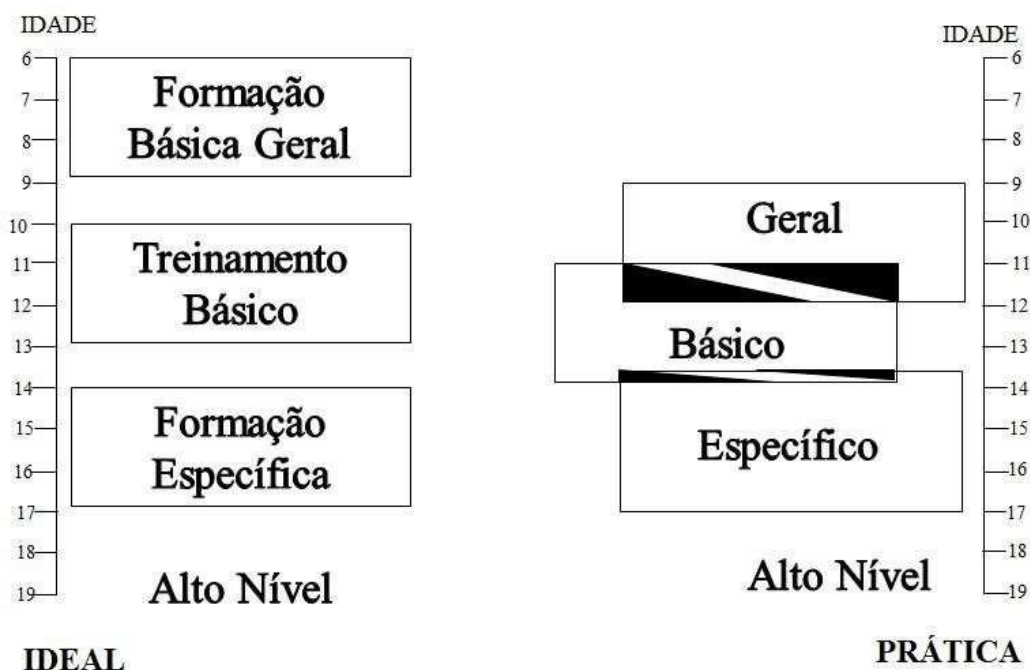 IDADE
6
7
8
9
10
11
12
13
14
15
16
17
18
19
Formação
Básica Geral
Treinamento
Básico
Formação
Específica
Alto Nível
IDEAL
IDADE
6
7
8
9
10
11
12
13
14
15
16
17
18
19
Geral
Básico
Específico
Alto Nível
PRÁTICA